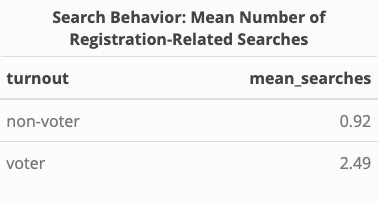 Search Behavior: Mean Number of
Registration-Related Searches
turnout mean_searches
non-voter 0.92
voter 2.49